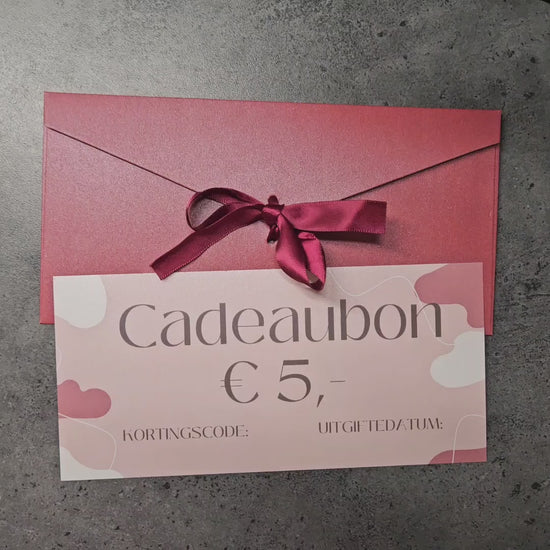 Cadeaubon
€ 5,-
KORTINGSCODE: UITGIFTEDATUM: